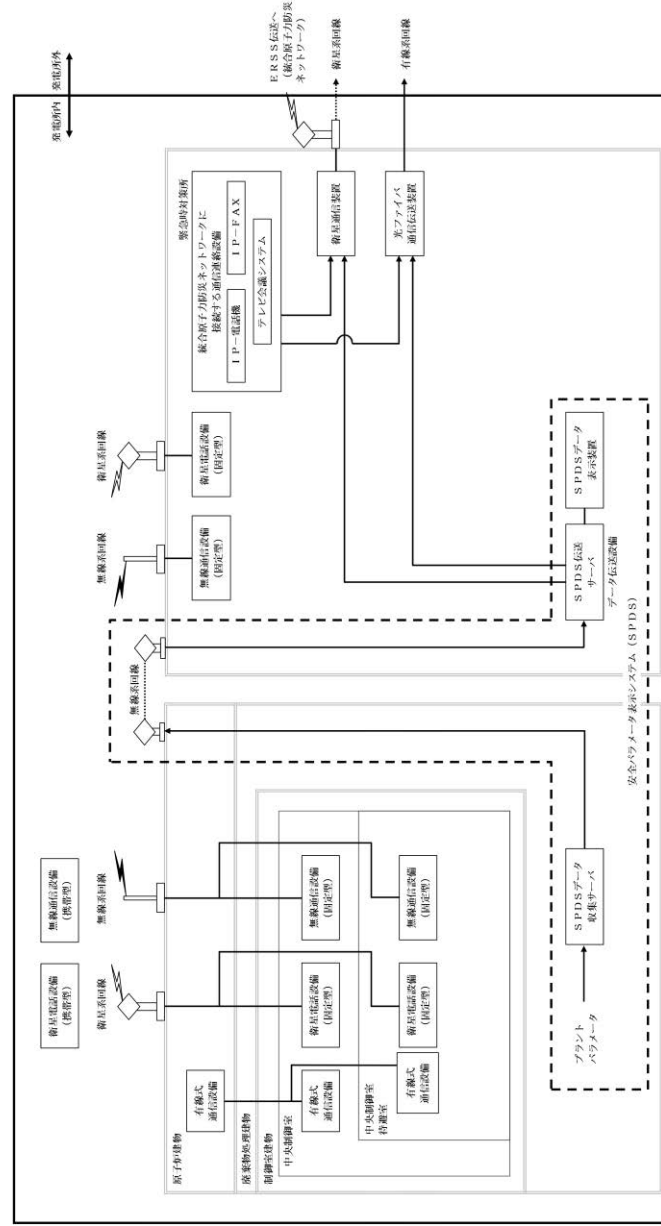 発電所内 発電所外
ERSS伝送へ
(統合原子力防災
ネットワーク)
衛星系回線
有線系回線
緊急時対策所
統合原子力防災ネットワークに
接続する通信連絡設備
IP-電話機
IP-FAX
テレビ会議システム
衛星通信装置
光ファイバ
通信伝送装置
衛星系回線
衛星電話設備
(固定型)
無線系回線
無線通信設備
(固定型)
SPDSデータ
表示装置
SPDS伝送
サーバ
データ伝送設備
無線系回線
安全パラメータ表示システム(SPDS)
無線通信設備
(携帯型)
無線系回線
衛星電話設備
(携帯型)
衛星系回線
無線通信設備
(固定型)
無線通信設備
(固定型)
衛星電話設備
(固定型)
衛星電話設備
(固定型)
有線式
通信設備
有線式
通信設備
有線式
通信設備
原子炉建物
廃棄物処理建物
制御室建物
中央制御室
中央制御室
待避室
SPDSデータ
収集サーバ
プラント
パラメータ